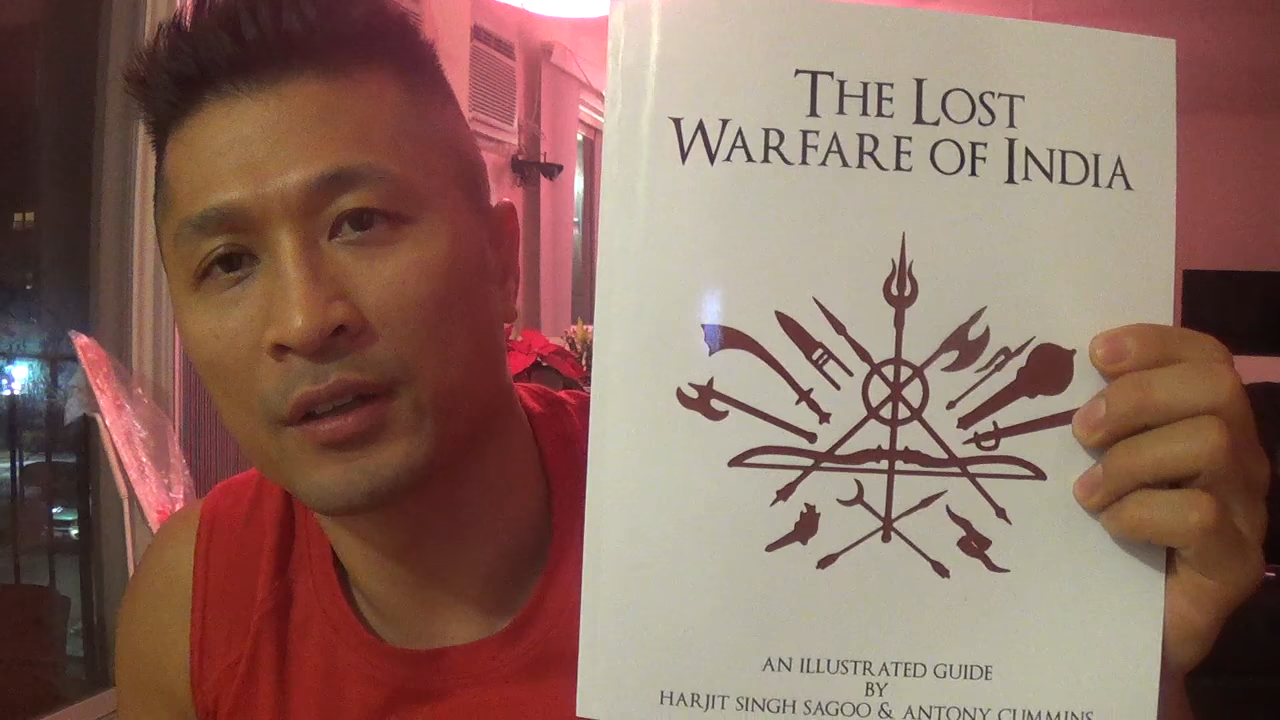 THE LOST
WARFARE OF INDIA
AN ILLUSTRATED GUIDE
BY
HARJIT SINGH SAGOO & ANTONY CUMMINS